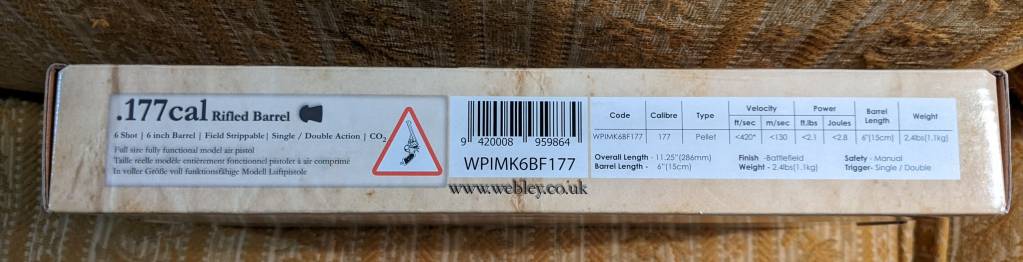 .177cal Rifled Barrel
6 Shot | 6 inch Barrel | Field Strippable | Single / Double Action | CO2
Full size fully functional model air pistol
Taille reelle modèle entièrement fonctionnel pistolet à air comprimé
In voller Größe voll funktionsfähige Modell Luftpistole
9 420008 959864
WPIMK6BF177
www.webley.co.uk
Code Calibre Type Velocity Power Barrel Length Weight
ft/sec m/sec ft.lbs Joules
WPIMK6BF177 177 Pellet <420* <130 <2.1 <2.8 6"(15cm) 2.4lbs(1.1kg)
Overall Length - 11.25"(286mm) Finish -Battlefield Safety - Manual
Barrel Length - 6"(15cm) Weight - 2.4lbs(1.1kg) Trigger- Single / Double